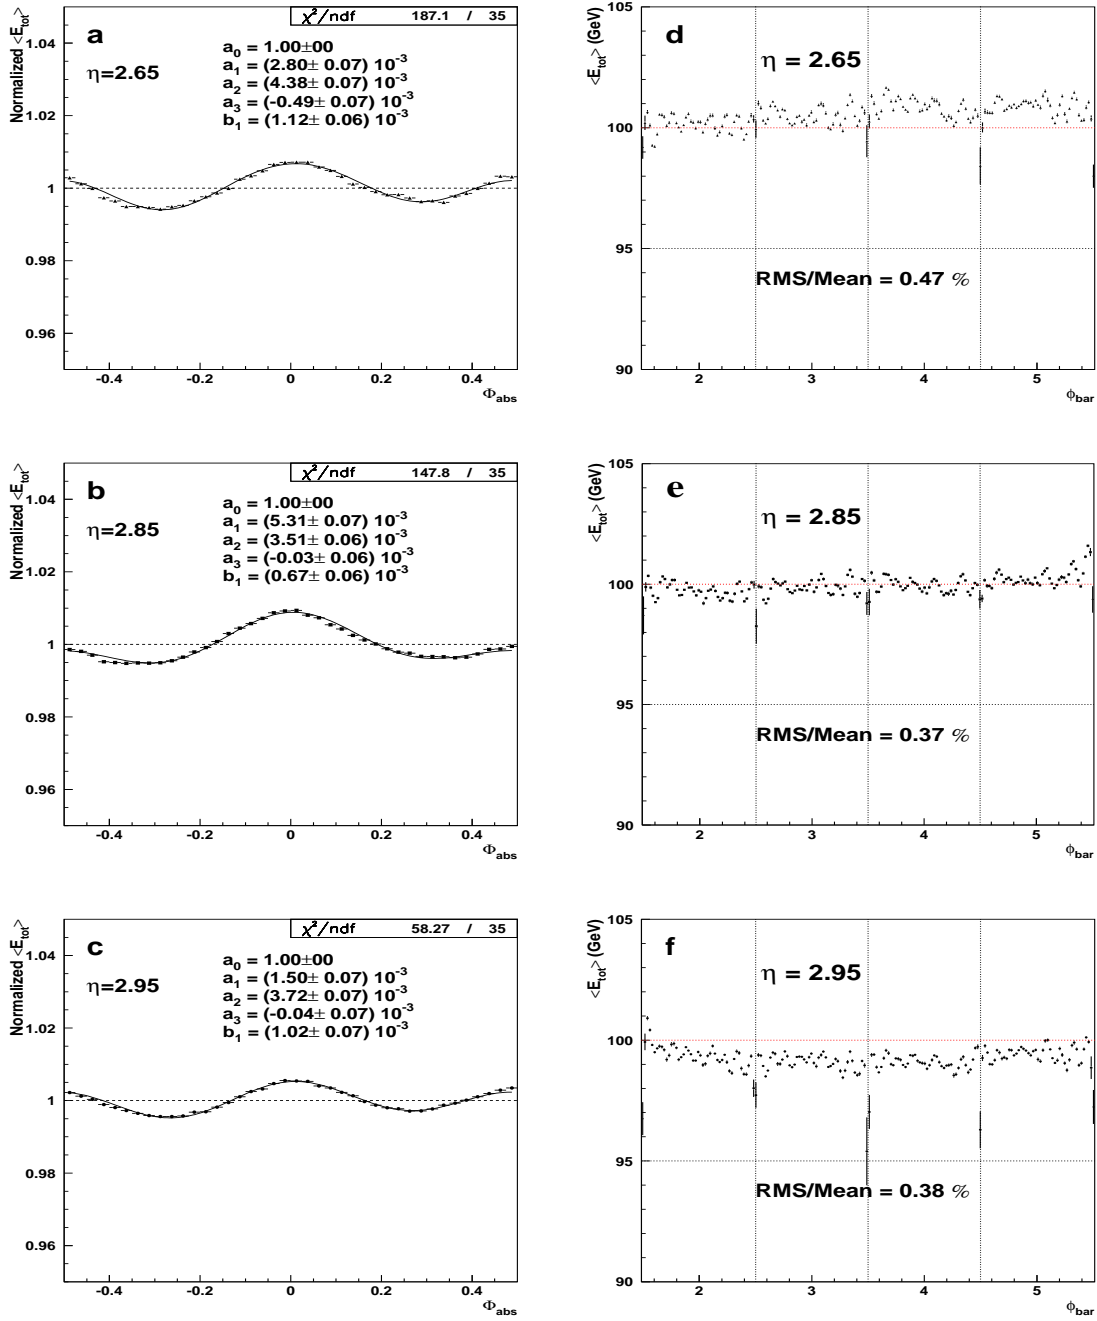 a
χ²/ndf 187.1 / 35
η=2.65
a₀ = 1.00±00
a₁ = (2.80± 0.07) 10⁻³
a₂ = (4.38± 0.07) 10⁻³
a₃ = (-0.49± 0.07) 10⁻³
b₁ = (1.12± 0.06) 10⁻³
Normalized <E_tot>
1.04
1.02
1
0.98
0.96
-0.4 -0.2 0 0.2 0.4
Φ_abs
d
η = 2.65
<E_tot> (GeV)
105
100
95
90
RMS/Mean = 0.47 %
2 3 4 5
ϕ_bar
b
χ²/ndf 147.8 / 35
η=2.85
a₀ = 1.00±00
a₁ = (5.31± 0.07) 10⁻³
a₂ = (3.51± 0.06) 10⁻³
a₃ = (-0.03± 0.06) 10⁻³
b₁ = (0.67± 0.06) 10⁻³
Normalized <E_tot>
1.04
1.02
1
0.98
0.96
-0.4 -0.2 0 0.2 0.4
Φ_abs
e
η = 2.85
<E_tot> (GeV)
105
100
95
90
RMS/Mean = 0.37 %
2 3 4 5
ϕ_bar
c
χ²/ndf 58.27 / 35
η=2.95
a₀ = 1.00±00
a₁ = (1.50± 0.07) 10⁻³
a₂ = (3.72± 0.07) 10⁻³
a₃ = (-0.04± 0.07) 10⁻³
b₁ = (1.02± 0.07) 10⁻³
Normalized <E_tot>
1.04
1.02
1
0.98
0.96
-0.4 -0.2 0 0.2 0.4
Φ_abs
f
η = 2.95
<E_tot> (GeV)
105
100
95
90
RMS/Mean = 0.38 %
2 3 4 5
ϕ_bar